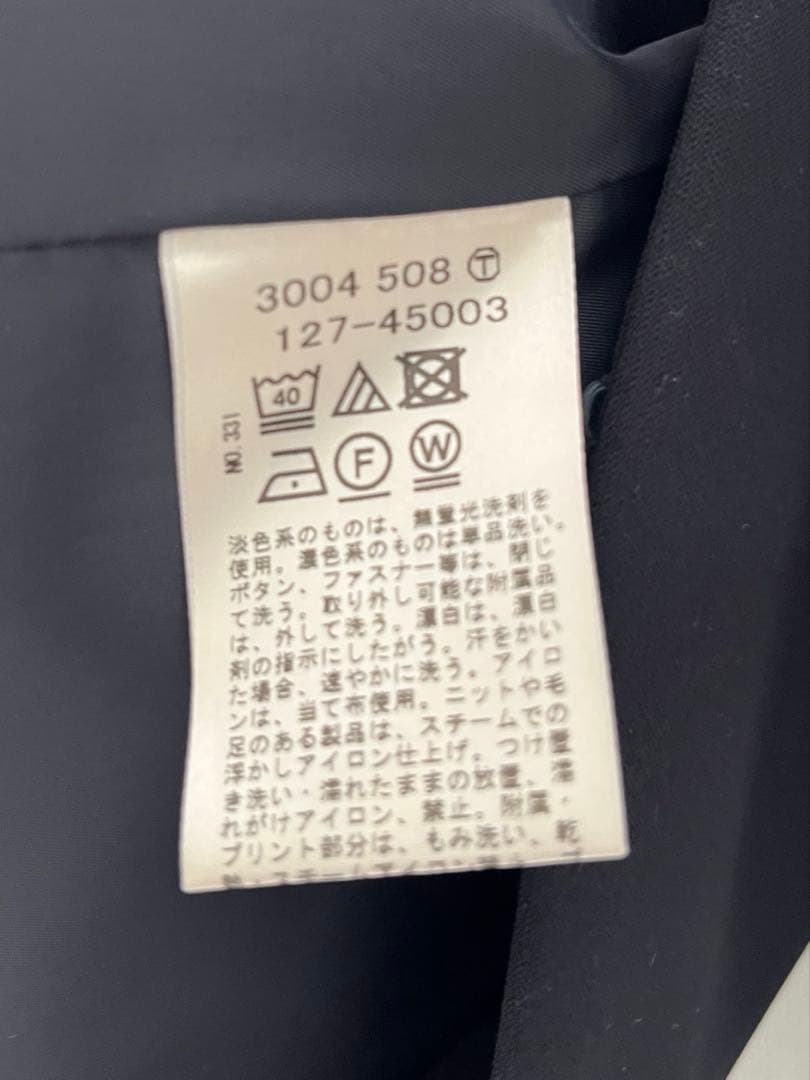 3004 508 Ⓣ
127-45003
40
NO.331
F
W
淡色系のものは、無蛍光洗剤を
使用。濃色系のものは単品洗い。
ボタン、ファスナー等は、閉じ
て洗う。取り外し可能な附属品
は、外して洗う。漂白は、漂白
剤の指示にしたがう。汗をかい
た場合、速やかに洗う。アイロ
ンは、当て布使用。ニットや毛
足のある製品は、スチームでの
浮かしアイロン仕上げ。つけ置
き洗い・濡れたままの放置、濡
れがけアイロン、禁止。附属・
プリント部分は、もみ洗い、乾